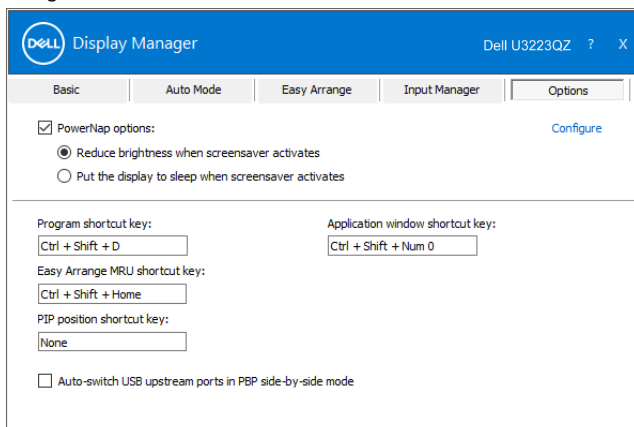 DELL Display Manager
Dell U3223QZ ? X
Basic Auto Mode Easy Arrange Input Manager Options
PowerNap options: Configure
Reduce brightness when screensaver activates
Put the display to sleep when screensaver activates
Program shortcut key: Application window shortcut key:
Ctrl + Shift + D Ctrl + Shift + Num 0
Easy Arrange MRU shortcut key:
Ctrl + Shift + Home
PIP position shortcut key:
None
Auto-switch USB upstream ports in PBP side-by-side mode